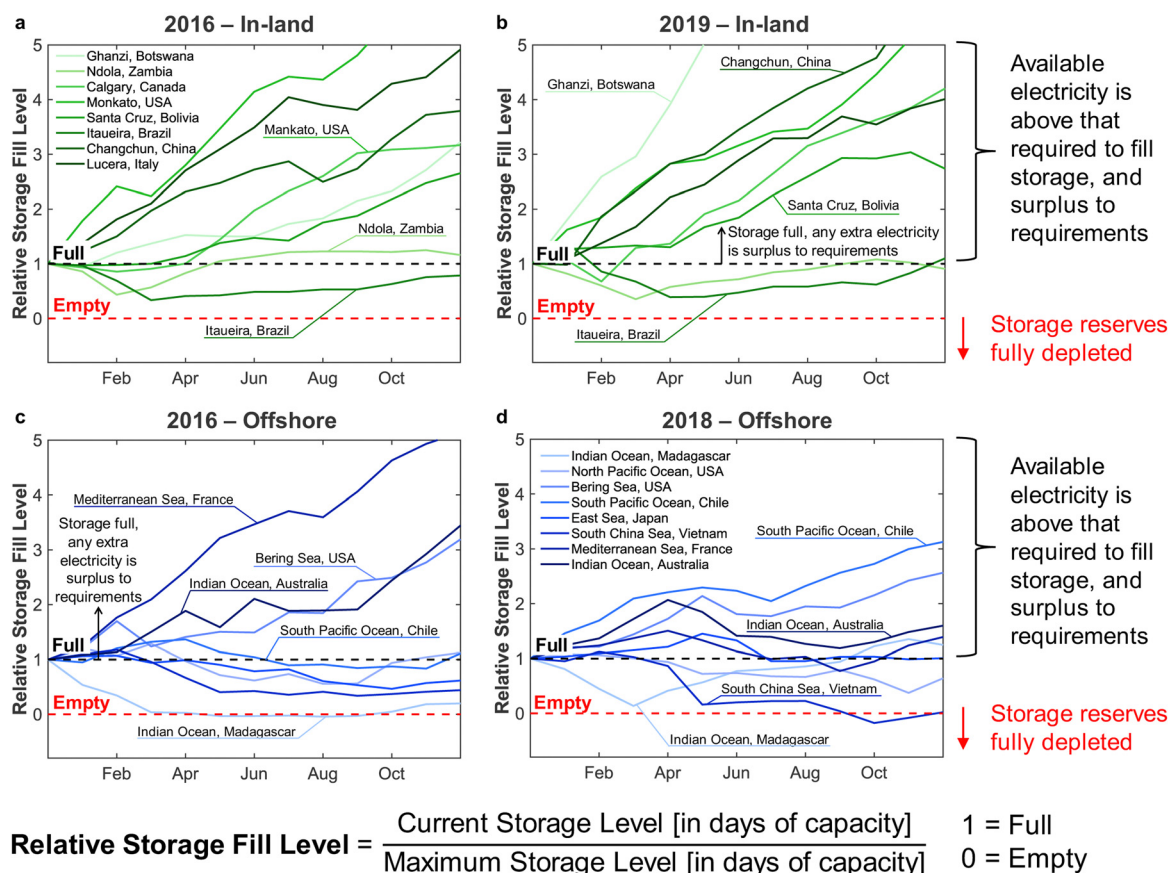 a
2016 – In-land
5
4
3
2
1
0
Relative Storage Fill Level
Ghanzi, Botswana
Ndola, Zambia
Calgary, Canada
Monkato, USA
Santa Cruz, Bolivia
Itaueira, Brazil
Changchun, China
Lucera, Italy
Mankato, USA
Ndola, Zambia
Full
Empty
Itaueira, Brazil
Feb
Apr
Jun
Aug
Oct
b
2019 – In-land
5
4
3
2
1
0
Relative Storage Fill Level
Changchun, China
Ghanzi, Botswana
Santa Cruz, Bolivia
Storage full, any extra electricity
is surplus to requirements
Full
Empty
Itaueira, Brazil
Feb
Apr
Jun
Aug
Oct
Available
electricity is
above that
required to fill
storage, and
surplus to
requirements
Storage reserves
fully depleted
c
2016 – Offshore
5
4
3
2
1
0
Relative Storage Fill Level
Mediterranean Sea, France
Storage full,
any extra
electricity is
surplus to
requirements
Bering Sea, USA
Indian Ocean, Australia
South Pacific Ocean, Chile
Full
Empty
Indian Ocean, Madagascar
Feb
Apr
Jun
Aug
Oct
d
2018 – Offshore
5
4
3
2
1
0
Relative Storage Fill Level
Indian Ocean, Madagascar
North Pacific Ocean, USA
Bering Sea, USA
South Pacific Ocean, Chile
East Sea, Japan
South China Sea, Vietnam
Mediterranean Sea, France
Indian Ocean, Australia
South Pacific Ocean, Chile
Indian Ocean, Australia
Full
South China Sea, Vietnam
Empty
Indian Ocean, Madagascar
Feb
Apr
Jun
Aug
Oct
Available
electricity is
above that
required to fill
storage, and
surplus to
requirements
Storage reserves
fully depleted
Relative Storage Fill Level =
Current Storage Level [in days of capacity]
Maximum Storage Level [in days of capacity]
1 = Full
0 = Empty